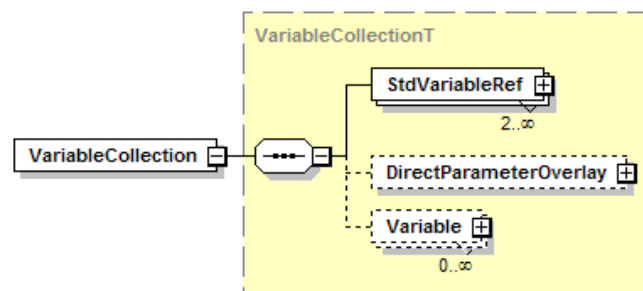 VariableCollectionT
StdVariableRef
2..∞
VariableCollection
DirectParameterOverlay
Variable
0..∞